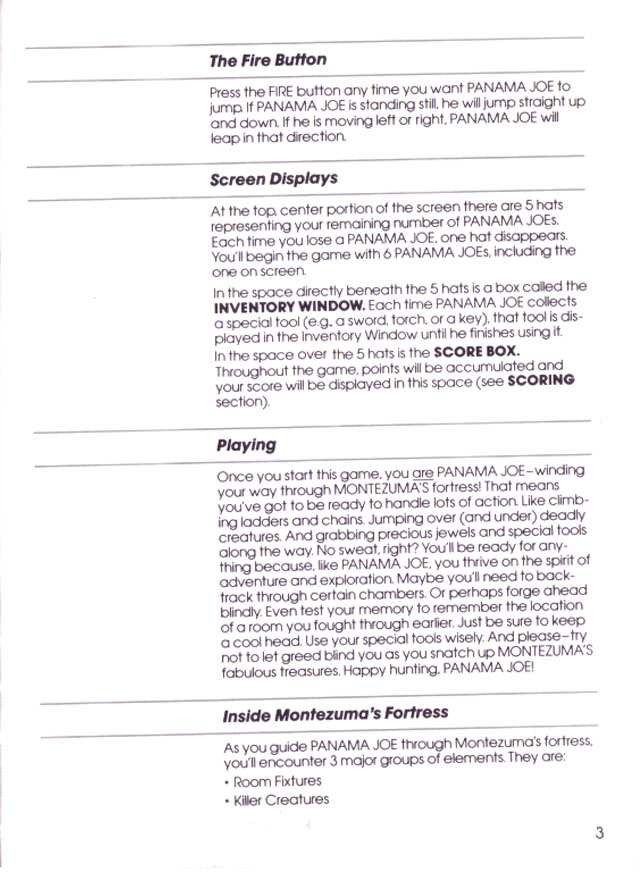 The Fire Button
Press the FIRE button any time you want PANAMA JOE to
jump. If PANAMA JOE is standing still, he will jump straight up
and down. If he is moving left or right, PANAMA JOE will
leap in that direction.
Screen Displays
At the top, center portion of the screen there are 5 hats
representing your remaining number of PANAMA JOEs.
Each time you lose a PANAMA JOE, one hat disappears.
You'll begin the game with 6 PANAMA JOEs, including the
one on screen.
In the space directly beneath the 5 hats is a box called the
INVENTORY WINDOW. Each time PANAMA JOE collects
a special tool (e.g., a sword, torch, or a key), that tool is dis-
played in the Inventory Window until he finishes using it.
In the space over the 5 hats is the SCORE BOX.
Throughout the game, points will be accumulated and
your score will be displayed in this space (see SCORING
section).
Playing
Once you start this game, you are PANAMA JOE–winding
your way through MONTEZUMA'S fortress! That means
you've got to be ready to handle lots of action. Like climb-
ing ladders and chains. Jumping over (and under) deadly
creatures. And grabbing precious jewels and special tools
along the way. No sweat, right? You'll be ready for any-
thing because, like PANAMA JOE, you thrive on the spirit of
adventure and exploration. Maybe you'll need to back-
track through certain chambers. Or perhaps forge ahead
blindly. Even test your memory to remember the location
of a room you fought through earlier. Just be sure to keep
a cool head. Use your special tools wisely. And please–try
not to let greed blind you as you snatch up MONTEZUMA'S
fabulous treasures. Happy hunting, PANAMA JOE!
Inside Montezuma's Fortress
As you guide PANAMA JOE through Montezuma's fortress,
you'll encounter 3 major groups of elements. They are:
• Room Fixtures
• Killer Creatures
3